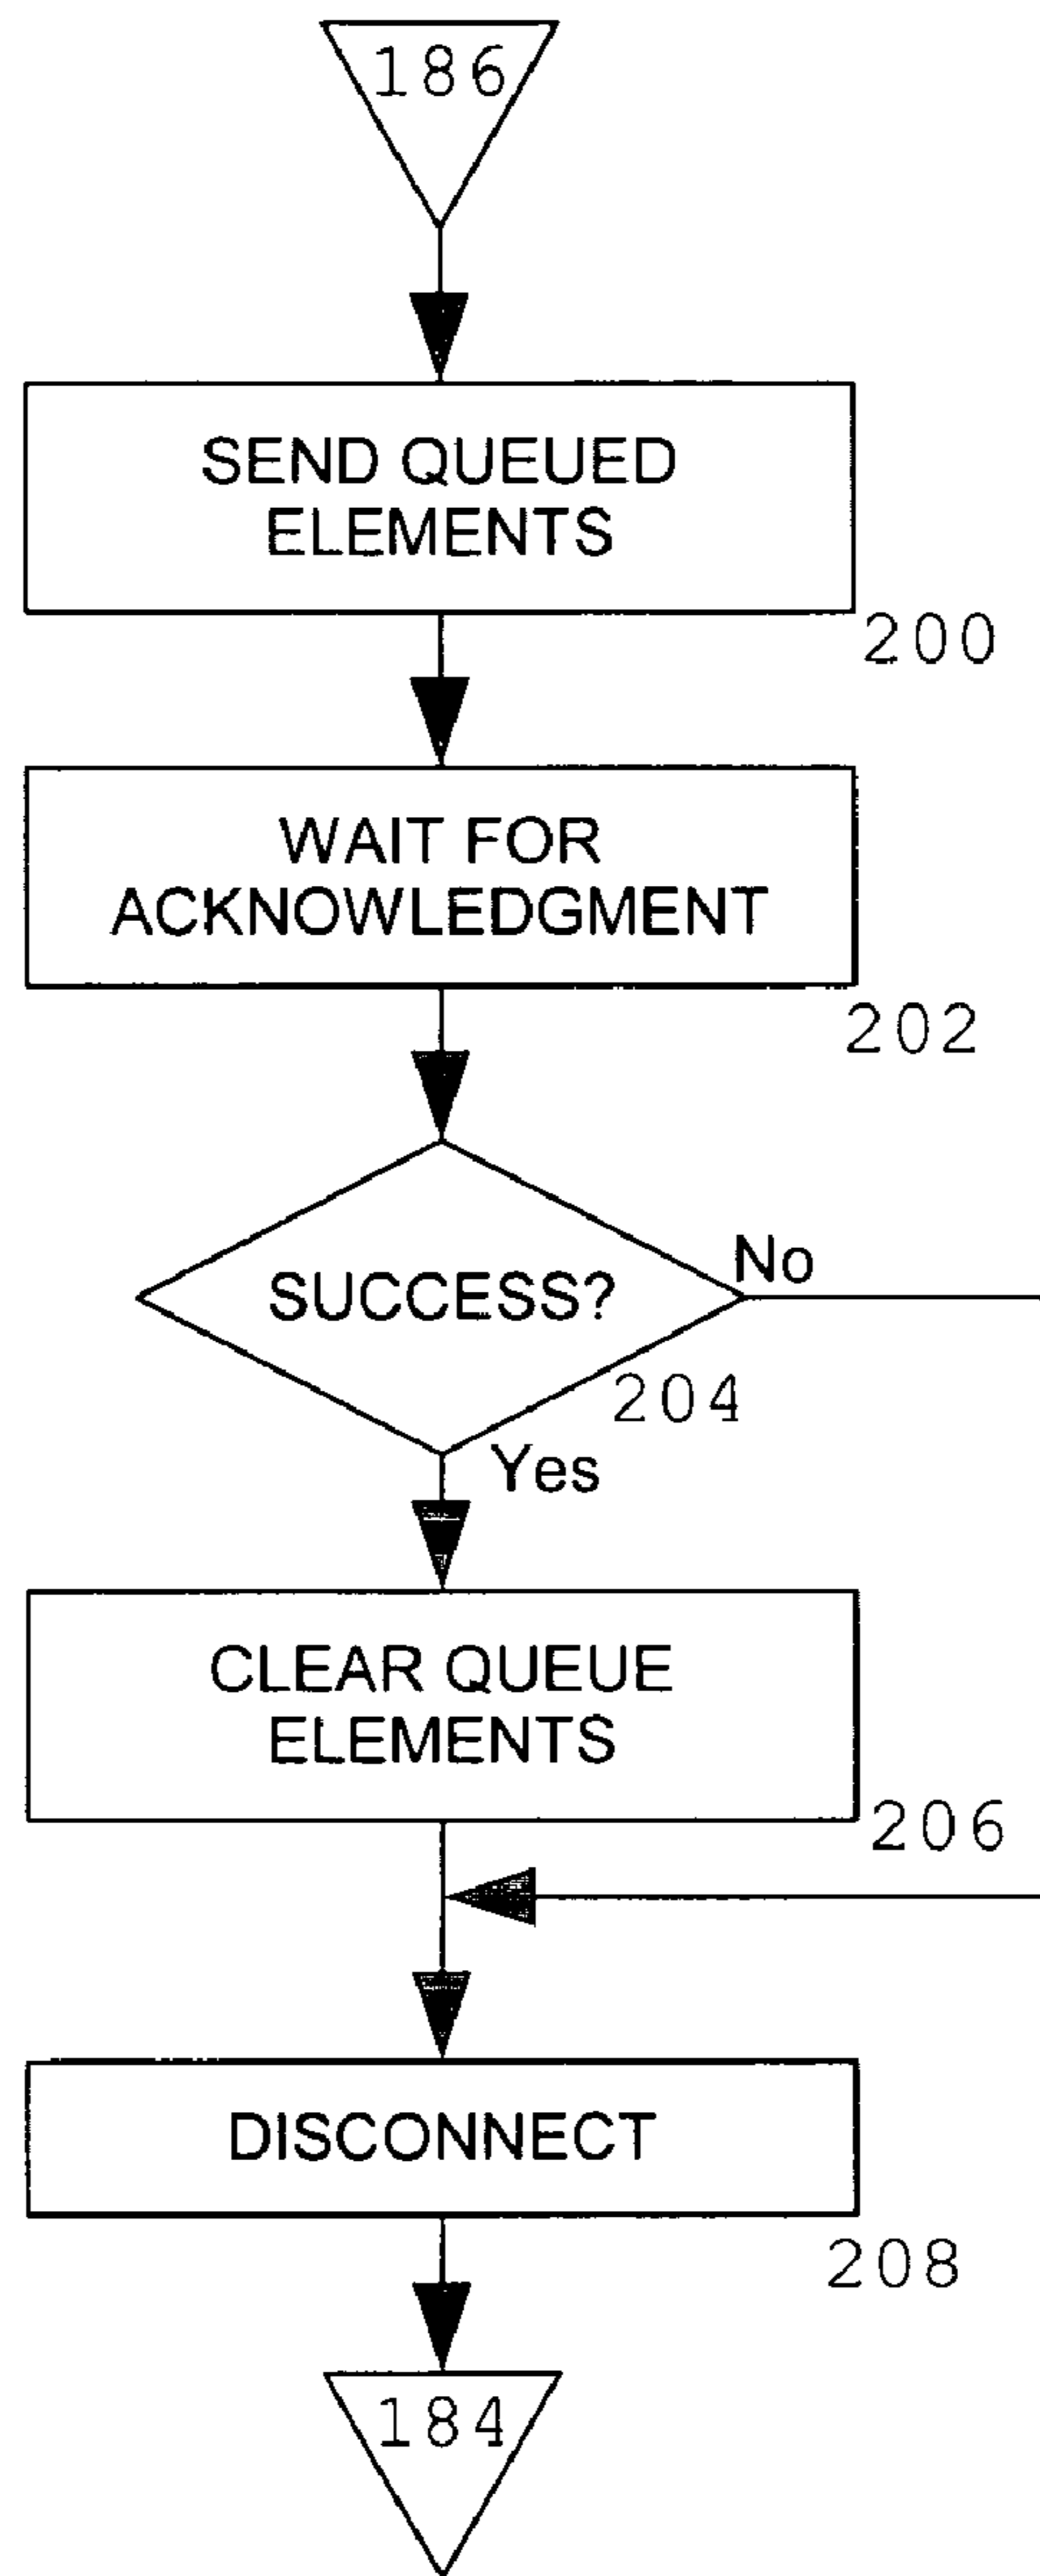 186
SEND QUEUED
ELEMENTS
200
WAIT FOR
ACKNOWLEDGMENT
202
SUCCESS?
No
204
Yes
CLEAR QUEUE
ELEMENTS
206
DISCONNECT
208
184